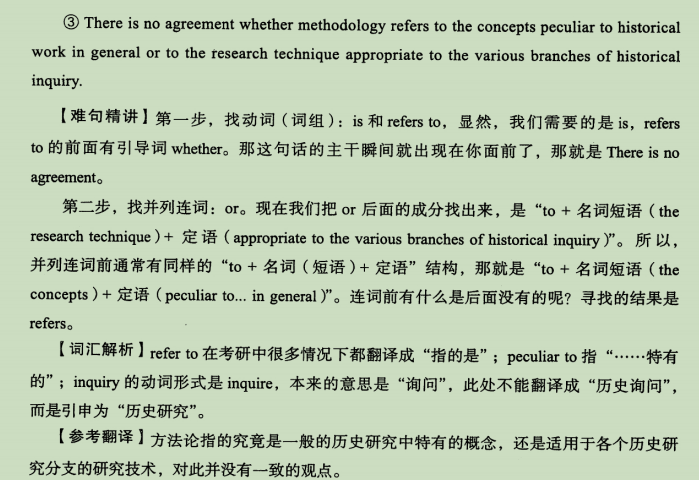 ③ There is no agreement whether methodology refers to the concepts peculiar to historical
work in general or to the research technique appropriate to the various branches of historical
inquiry.
【难句精讲】第一步，找动词（词组）：is 和 refers to，显然，我们需要的是 is，refers
to 的前面有引导词 whether。那这句话的主干瞬间就出现在你面前了，那就是 There is no
agreement。
第二步，找并列连词：or。现在我们把 or 后面的成分找出来，是“to + 名词短语（the
research technique）+ 定语（appropriate to the various branches of historical inquiry）”。所以，
并列连词前通常有同样的“to + 名词（短语）+ 定语”结构，那就是“to + 名词短语（the
concepts）+ 定语（peculiar to... in general）”。连词前有什么是后面没有的呢？寻找的结果是
refers。
【词汇解析】refer to 在考研中很多情况下都翻译成“指的是”；peculiar to 指“……特有
的”；inquiry 的动词形式是 inquire，本来的意思是“询问”，此处不能翻译成“历史询问”，
而是引申为“历史研究”。
【参考翻译】方法论指的究竟是一般的历史研究中特有的概念，还是适用于各个历史研
究分支的研究技术，对此并没有一致的观点。